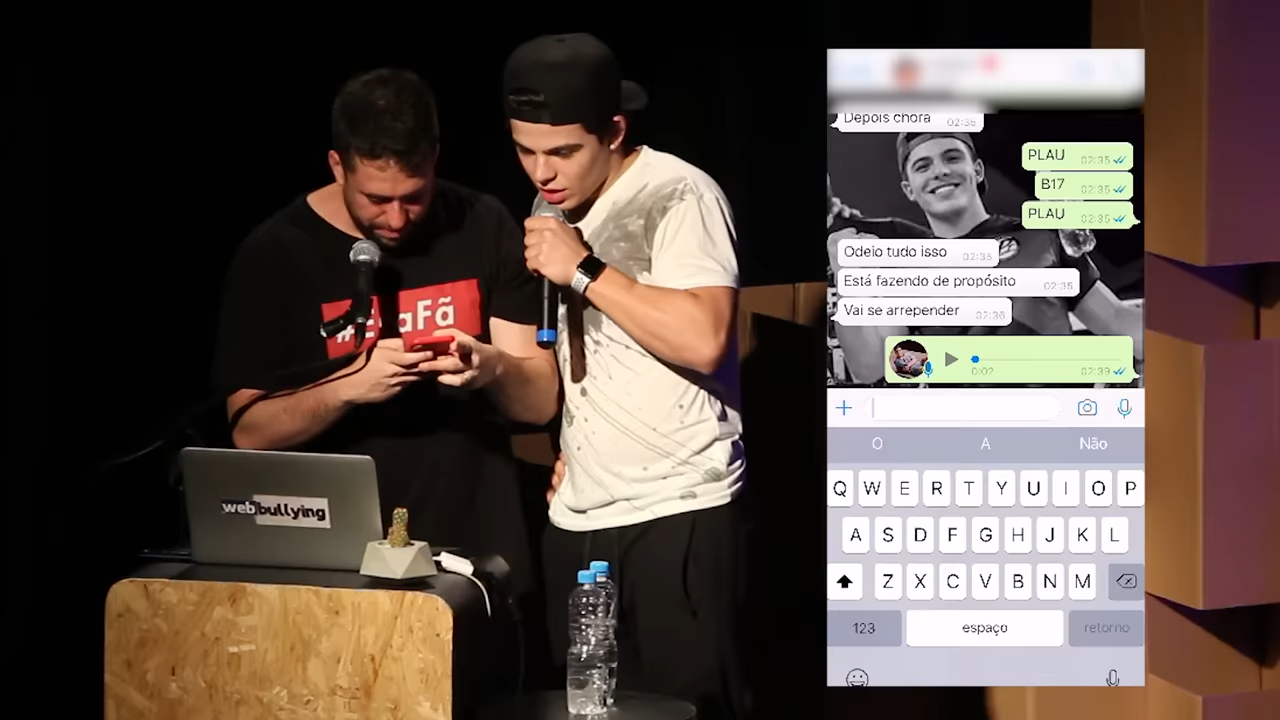 #E aFã
webbullying
Depois chora 02:35
PLAU 02:35
B17 02:35
PLAU 02:35
Odeio tudo isso 02:35
Está fazendo de propósito 02:35
Vai se arrepender 02:36
0:02 02:39
O A Não
Q W E R T Y U I O P
A S D F G H J K L
Z X C V B N M
123 espaço retorno